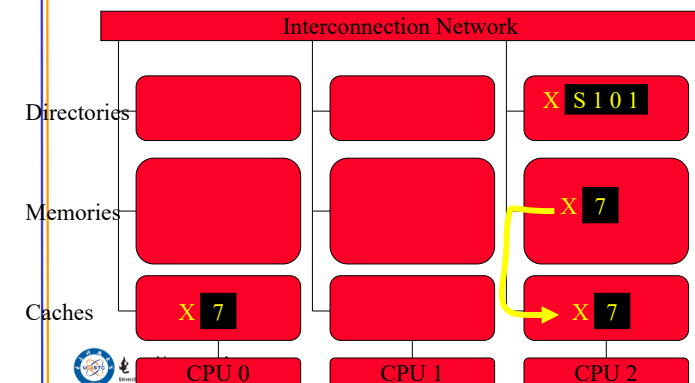 Interconnection Network
Directories
X S 1 0 1
Memories
X 7
Caches
X 7
X 7
CPU 0
CPU 1
CPU 2